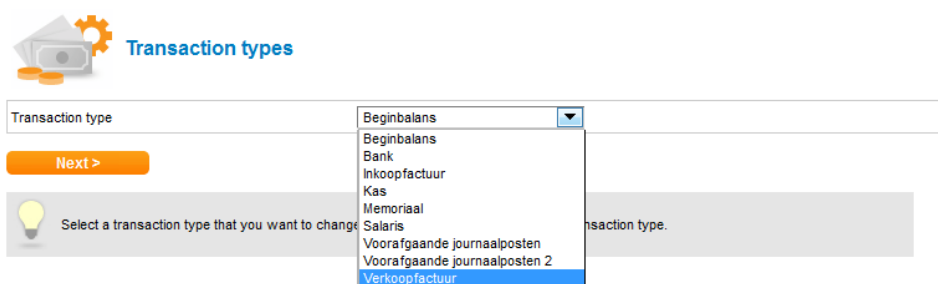 Transaction types
Transaction type
Beginbalans
Beginbalans
Bank
Inkoopfactuur
Kas
Memoriaal
Salaris
Voorafgaande journaalposten
Voorafgaande journaalposten 2
Verkoopfactuur
Next >
Select a transaction type that you want to change nsaction type.